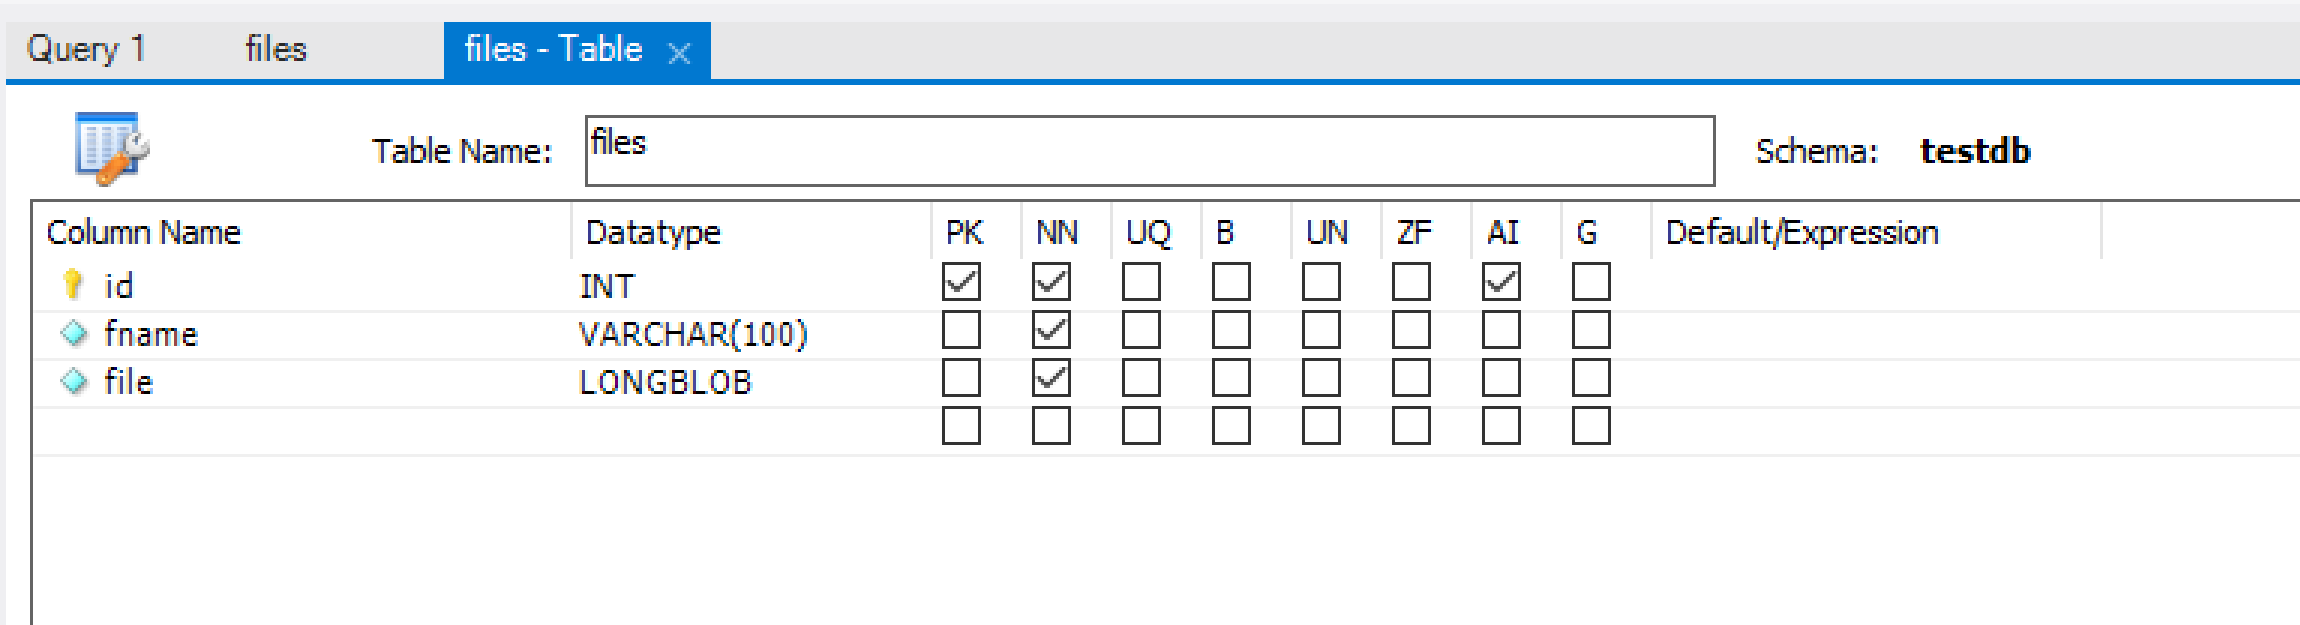 Query 1 files files - Table
Table Name: files Schema: testdb
Column Name Datatype PK NN UQ B UN ZF AI G Default/Expression
id INT
fname VARCHAR(100)
file LONGBLOB